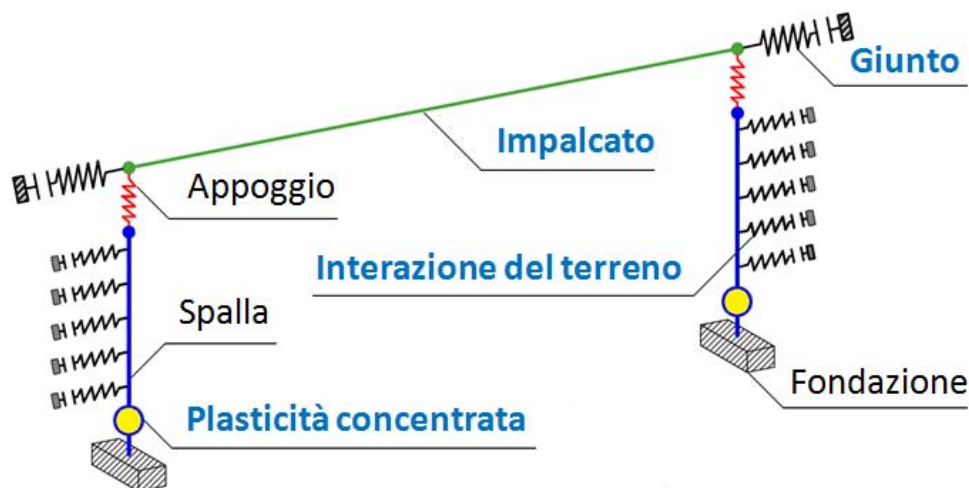 Giunto
Impalcato
Appoggio
Interazione del terreno
Spalla
Fondazione
Plasticità concentrata